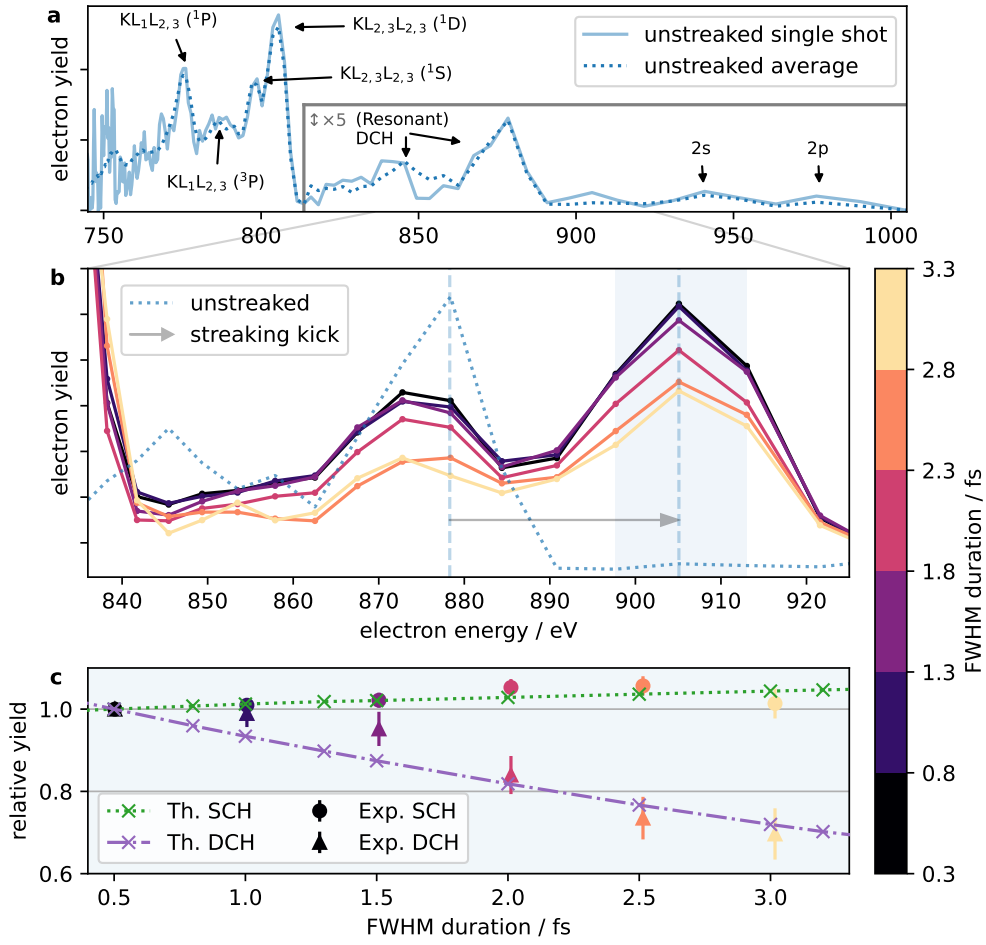 a
KL₁L₂,₃ (¹P)
KL₂,₃L₂,₃ (¹D)
KL₂,₃L₂,₃ (¹S)
KL₁L₂,₃ (³P)
unstreaked single shot
unstreaked average
↕×5
(Resonant)
DCH
2s
2p
electron yield
750
800
850
900
950
1000
b
unstreaked
streaking kick
electron yield
840
850
860
870
880
890
900
910
920
electron energy / eV
3.3
2.8
2.3
1.8
1.3
0.8
0.3
FWHM duration / fs
c
1.0
0.8
0.6
relative yield
Th. SCH
Th. DCH
Exp. SCH
Exp. DCH
0.5
1.0
1.5
2.0
2.5
3.0
FWHM duration / fs